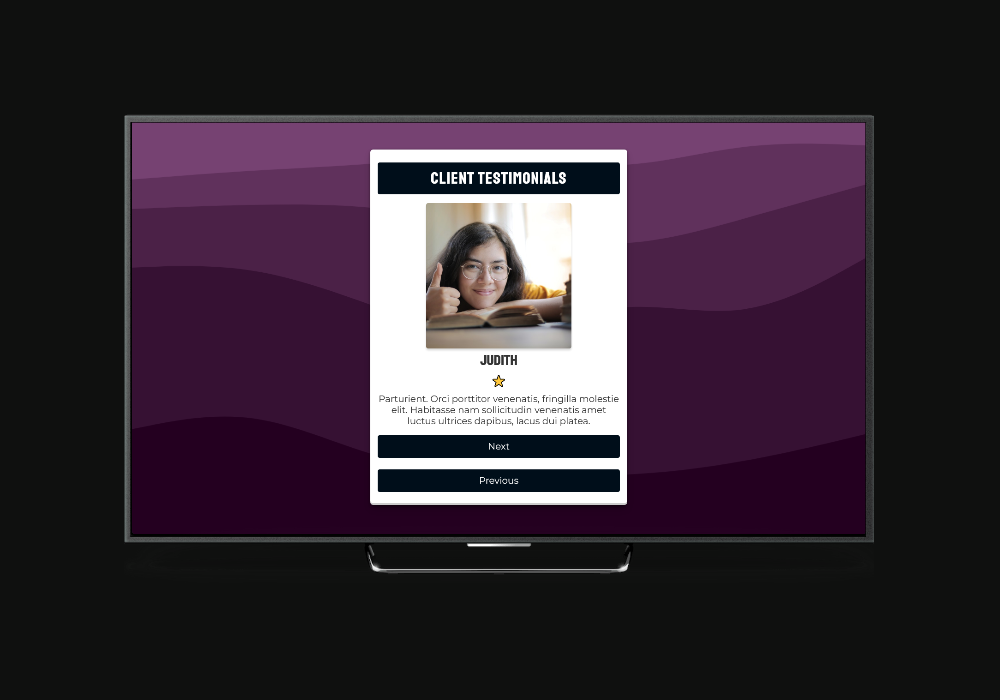 CLIENT TESTIMONIALS
JUDITH
Parturient. Orci porttitor venenatis, fringilla molestie
elit. Habitasse nam sollicitudin venenatis amet
luctus ultrices dapibus, lacus dui platea.
Next
Previous